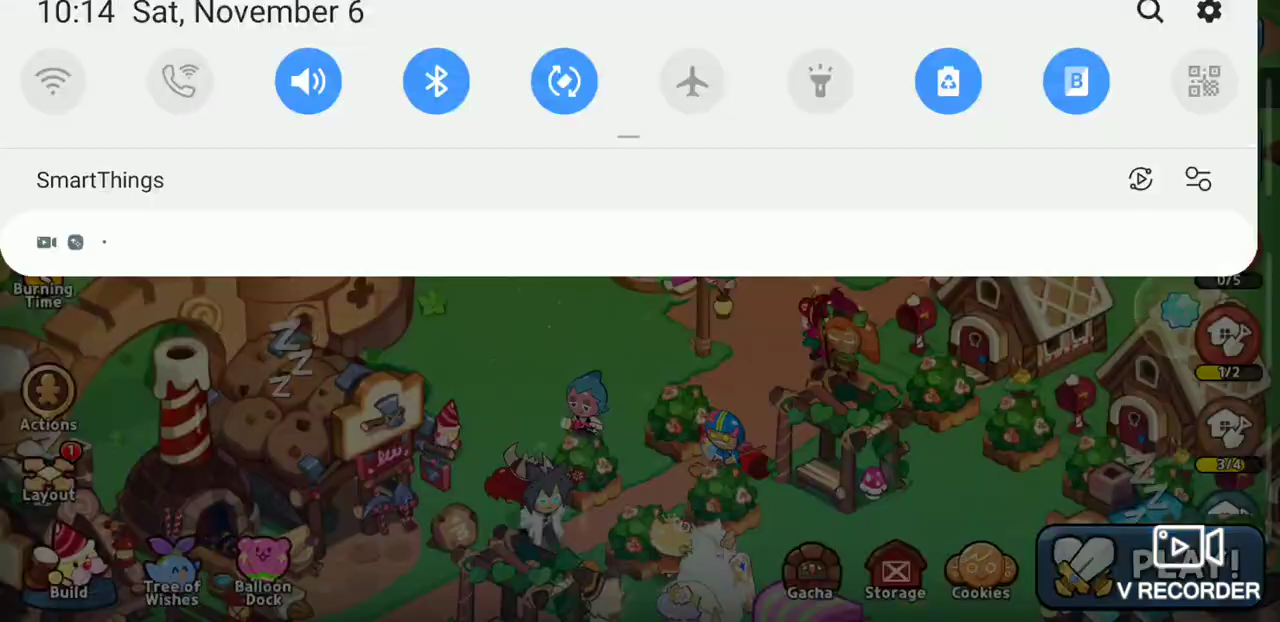 10:14 Sat, November 6
B
SmartThings
Burning
Time
0/5
1/2
Actions
1
Layout
3/4
Build
Tree of
Wishes
Balloon
Dock
Gacha
Storage
Cookies
PLAY!
V RECORDER
Z
Z
Z
Z
Z